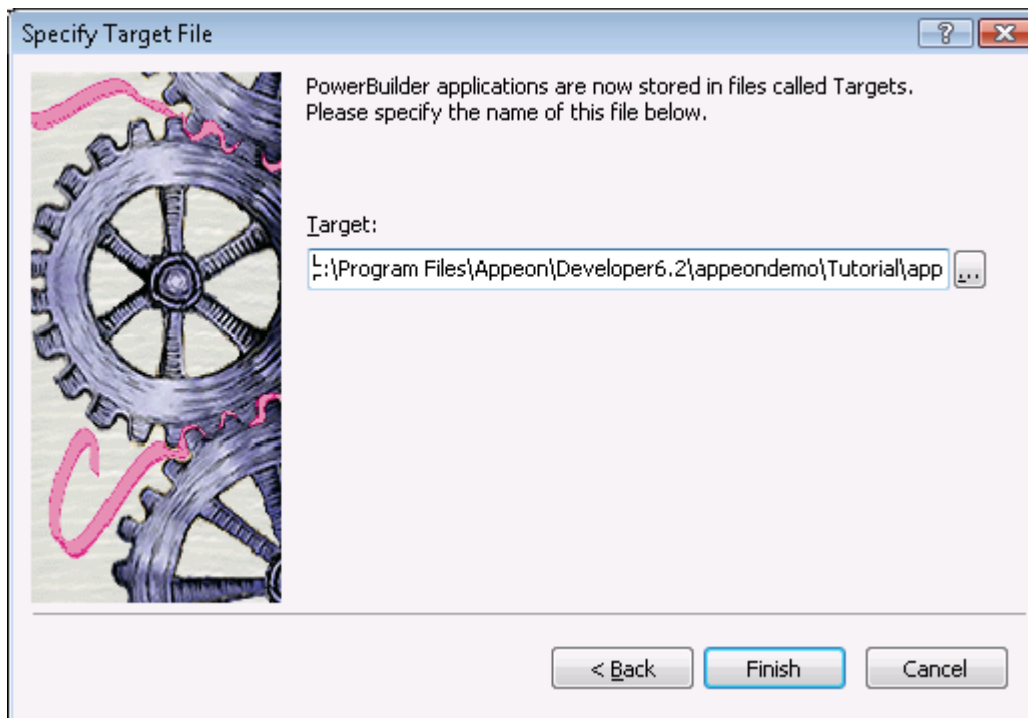 Specify Target File
PowerBuilder applications are now stored in files called Targets.
Please specify the name of this file below.
Target:
C:\Program Files\Appeon\Developer6.2\appeondemo\Tutorial\app
...
< Back
Finish
Cancel